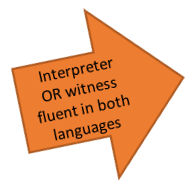 Interpreter
OR witness
fluent in both
languages